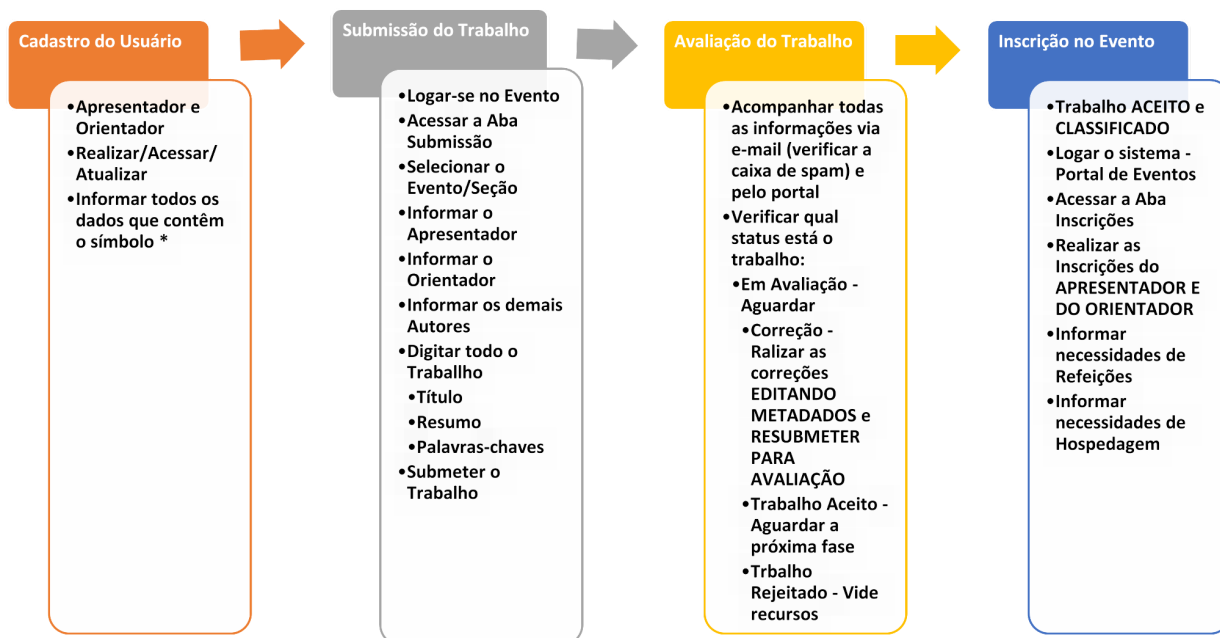 Cadastro do Usuário
•Apresentador e
Orientador
•Realizar/Acessar/
Atualizar
•Informar todos os
dados que contêm
o símbolo *
Submissão do Trabalho
•Logar-se no Evento
•Acessar a Aba
Submissão
•Selecionar o
Evento/Seção
•Informar o
Apresentador
•Informar o
Orientador
•Informar os demais
Autores
•Digitar todo o
Traballho
•Título
•Resumo
•Palavras-chaves
•Submeter o
Trabalho
Avaliação do Trabalho
•Acompanhar todas
as informações via
e-mail (verificar a
caixa de spam) e
pelo portal
•Verificar qual
status está o
trabalho:
•Em Avaliação -
Aguardar
•Correção -
Ralizar as
correções
EDITANDO
METADADOS e
RESUBMETER
PARA
AVALIAÇÃO
•Trabalho Aceito -
Aguardar a
próxima fase
•Trbalho
Rejeitado - Vide
recursos
Inscrição no Evento
•Trabalho ACEITO e
CLASSIFICADO
•Logar o sistema -
Portal de Eventos
•Acessar a Aba
Inscrições
•Realizar as
Inscrições do
APRESENTADOR E
DO ORIENTADOR
•Informar
necessidades de
Refeições
•Informar
necessidades de
Hospedagem